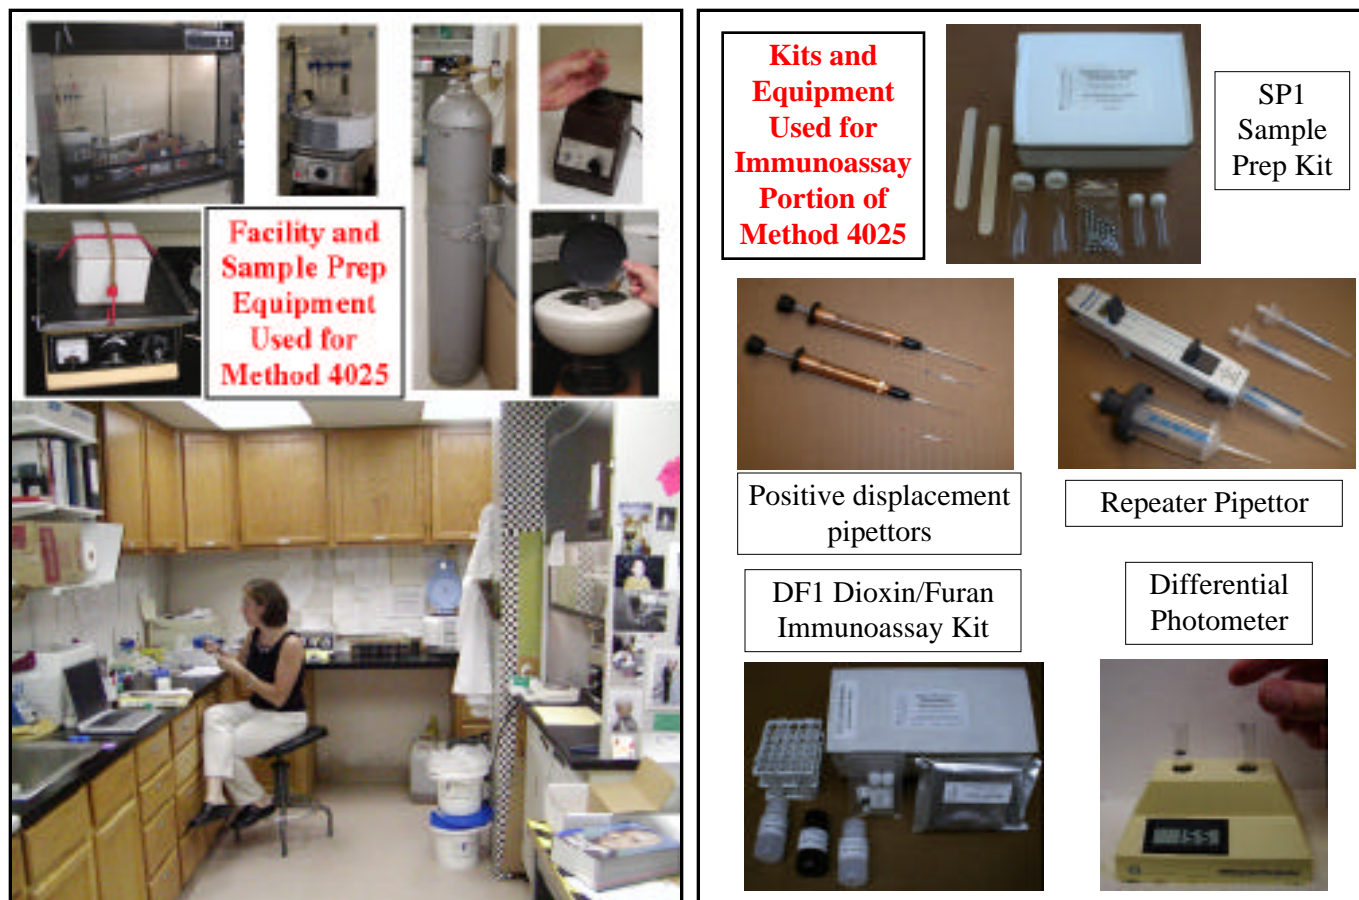 Facility and
Sample Prep
Equipment
Used for
Method 4025
Kits and
Equipment
Used for
Immunoassay
Portion of
Method 4025
SP1
Sample
Prep Kit
Positive displacement
pipettors
Repeater Pipettor
DF1 Dioxin/Furan
Immunoassay Kit
Differential
Photometer